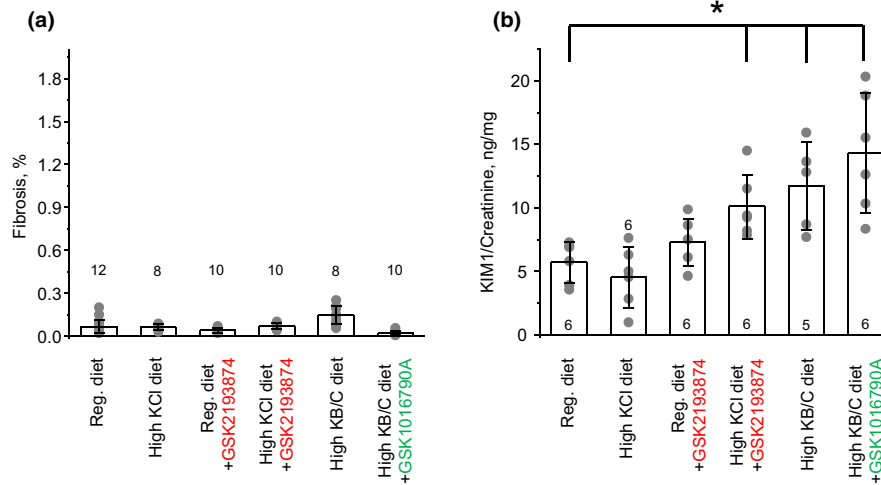 (a)
Fibrosis, %
1.8
1.5
1.2
0.9
0.6
0.3
0.0
12
8
10
10
8
10
Reg. diet
High KCl diet
Reg. diet
+GSK2193874
High KCl diet
+GSK2193874
High KB/C diet
High KB/C diet
+GSK1016790A
(b)
*
KIM1/Creatinine, ng/mg
20
15
10
5
0
6
6
6
6
5
6
Reg. diet
High KCl diet
Reg. diet
+GSK2193874
High KCl diet
+GSK2193874
High KB/C diet
High KB/C diet
+GSK1016790A